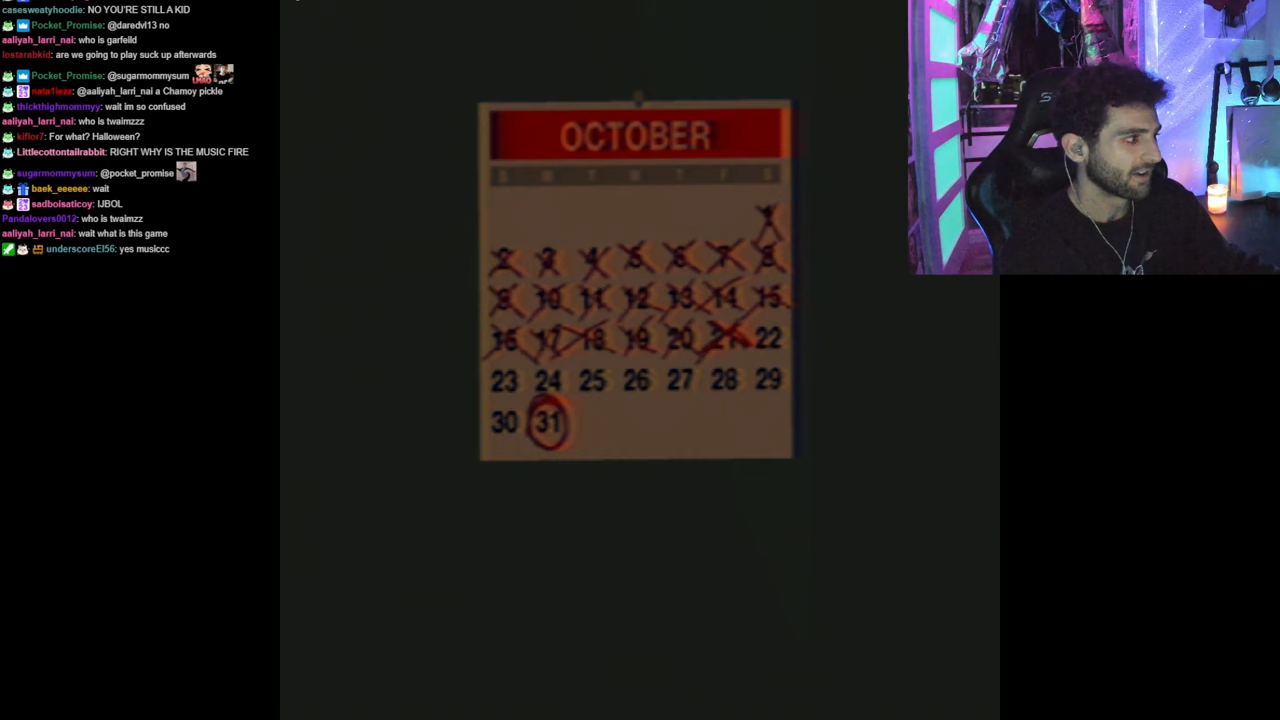 casesweatyhoodie: NO YOU'RE STILL A KID
Pocket_Promise: @daredvl13 no
aaliyah_larri_nai: who is garfeild
lostarabkid: are we going to play suck up afterwards
Pocket_Promise: @sugarmommysum
nata1lezz: @aaliyah_larri_nai a Chamoy pickle
thickthighmommyy: wait im so confused
aaliyah_larri_nai: who is twaimzzz
kiflor7: For what? Halloween?
Littlecottontailrabbit: RIGHT WHY IS THE MUSIC FIRE
sugarmommysum: @pocket_promise
baek_eeeeee: wait
sadboisaticoy: IJBOL
Pandalovers0012: who is twaimzz
aaliyah_larri_nai: wait what is this game
underscoreEl56: yes musiccc
OCTOBER
S M T W T F S
1
2 3 4 5 6 7 8
9 10 11 12 13 14 15
16 17 18 19 20 21 22
23 24 25 26 27 28 29
30 31